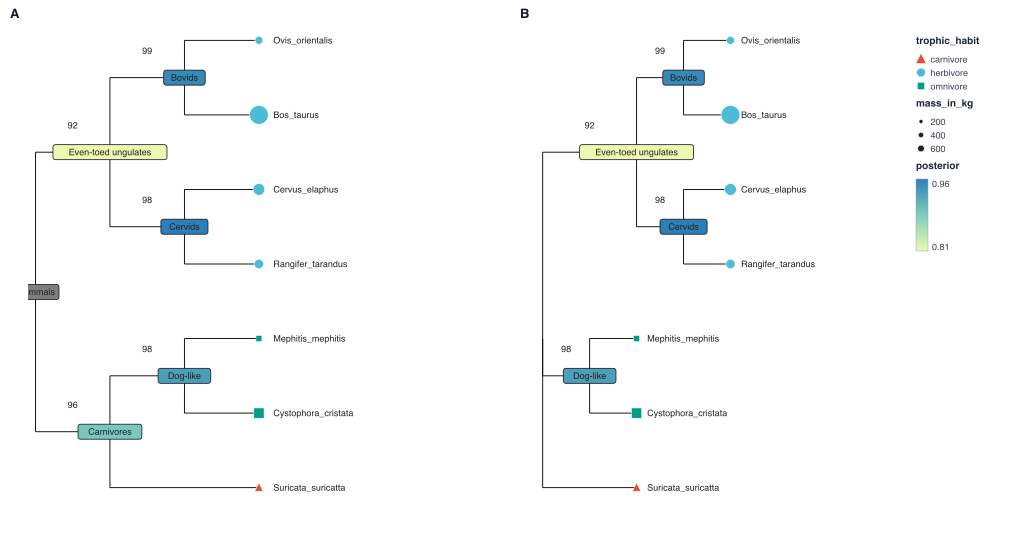 A
Ovis_orientalis
99
Bovids
Bos_taurus
92
Even-toed ungulates
Cervus_elaphus
98
Cervids
Rangifer_tarandus
mmals
Mephitis_mephitis
98
Dog-like
96
Cystophora_cristata
Carnivores
Suricata_suricatta
B
Ovis_orientalis
99
Bovids
Bos_taurus
92
Even-toed ungulates
Cervus_elaphus
98
Cervids
Rangifer_tarandus
Mephitis_mephitis
98
Dog-like
Cystophora_cristata
Suricata_suricatta
trophic_habit
carnivore
herbivore
omnivore
mass_in_kg
200
400
600
posterior
0.96
0.81